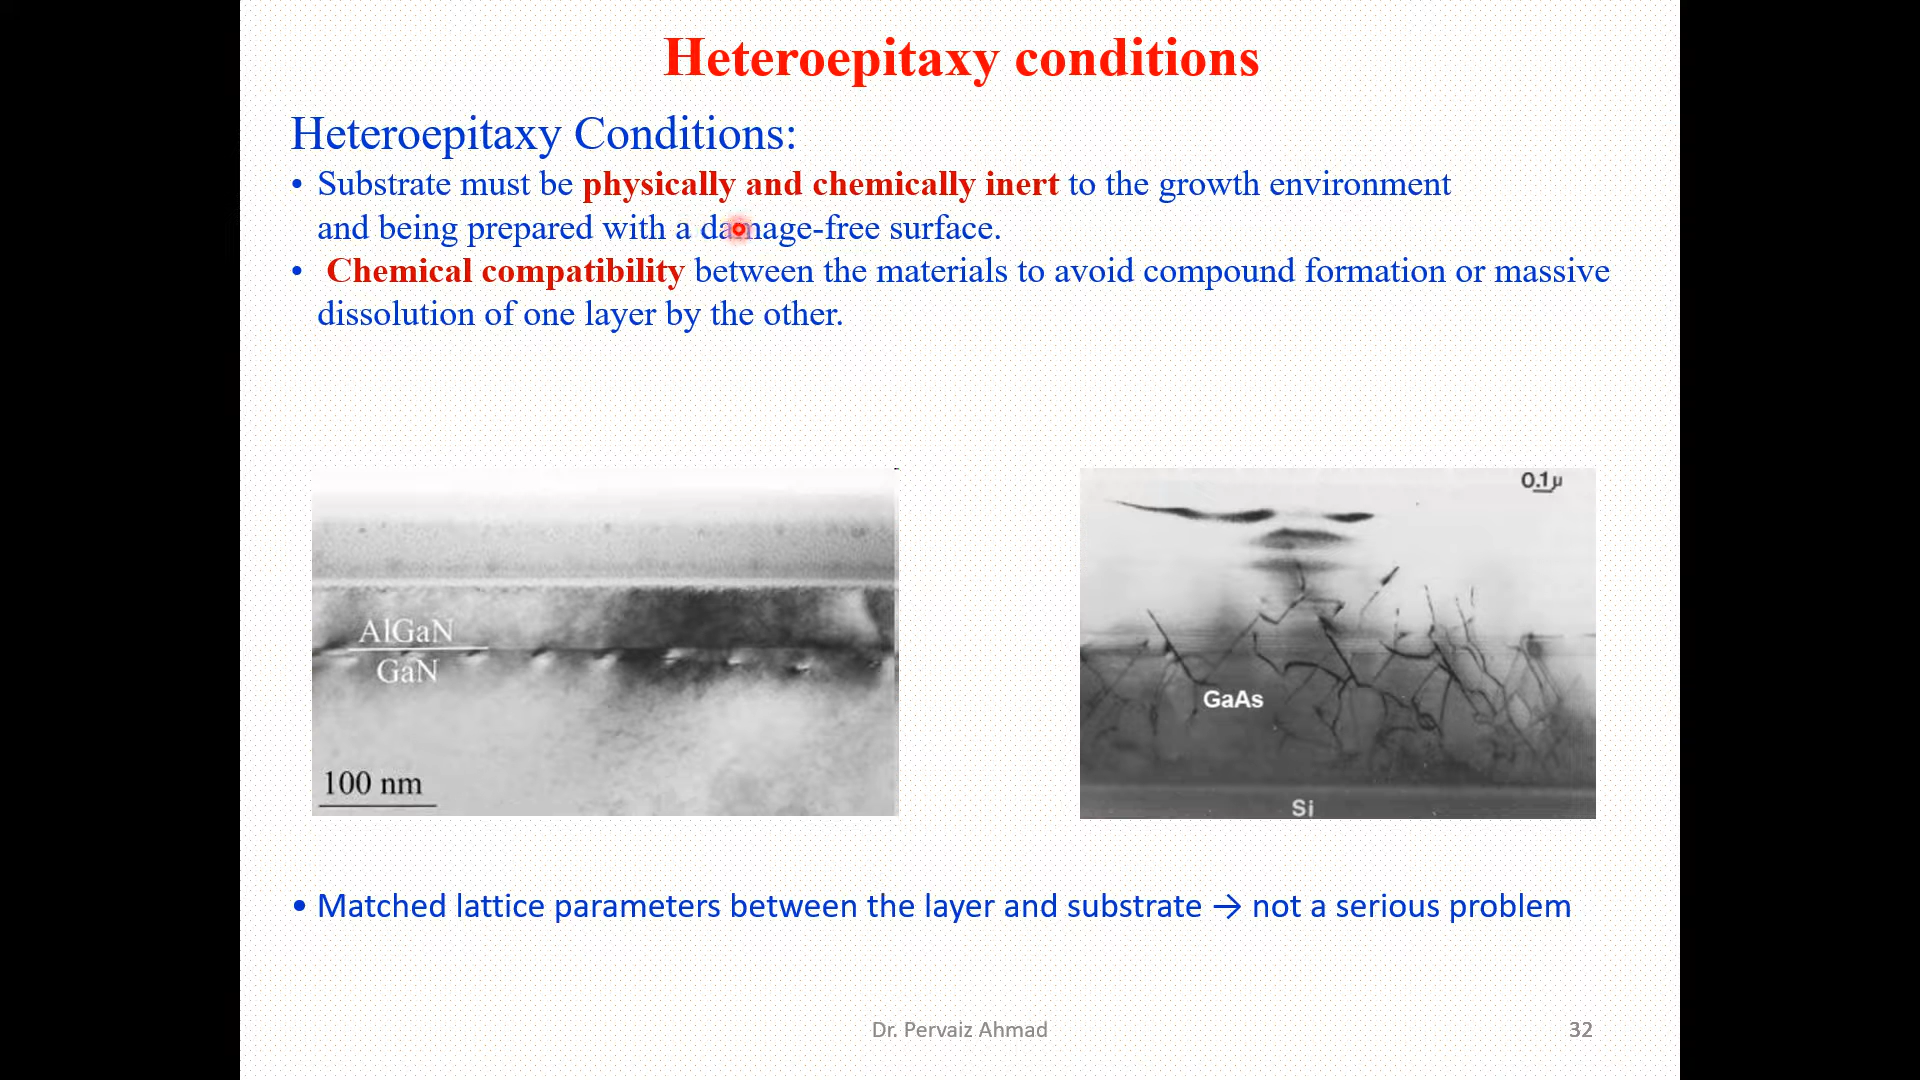 Heteroepitaxy conditions
Heteroepitaxy Conditions:
• Substrate must be physically and chemically inert to the growth environment
and being prepared with a damage-free surface.
• Chemical compatibility between the materials to avoid compound formation or massive
dissolution of one layer by the other.
0.1μ
AlGaN
GaN
GaAs
100 nm
Si
• Matched lattice parameters between the layer and substrate → not a serious problem
Dr. Pervaiz Ahmad
32